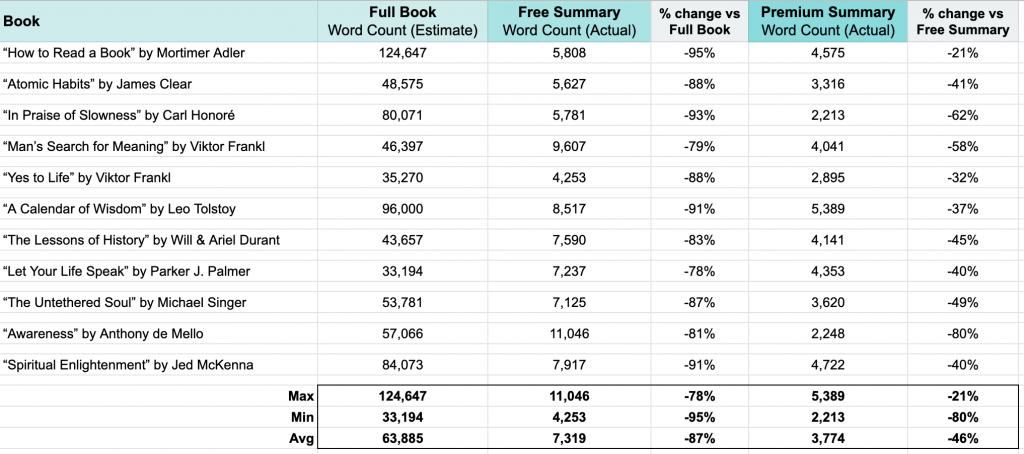 Book Full Book Word Count (Estimate) Free Summary Word Count (Actual) % change vs Full Book Premium Summary Word Count (Actual) % change vs Free Summary
“How to Read a Book” by Mortimer Adler 124,647 5,808 -95% 4,575 -21%
“Atomic Habits” by James Clear 48,575 5,627 -88% 3,316 -41%
“In Praise of Slowness” by Carl Honoré 80,071 5,781 -93% 2,213 -62%
“Man’s Search for Meaning” by Viktor Frankl 46,397 9,607 -79% 4,041 -58%
“Yes to Life” by Viktor Frankl 35,270 4,253 -88% 2,895 -32%
“A Calendar of Wisdom” by Leo Tolstoy 96,000 8,517 -91% 5,389 -37%
“The Lessons of History” by Will & Ariel Durant 43,657 7,590 -83% 4,141 -45%
“Let Your Life Speak” by Parker J. Palmer 33,194 7,237 -78% 4,353 -40%
“The Untethered Soul” by Michael Singer 53,781 7,125 -87% 3,620 -49%
“Awareness” by Anthony de Mello 57,066 11,046 -81% 2,248 -80%
“Spiritual Enlightenment” by Jed McKenna 84,073 7,917 -91% 4,722 -40%
Max 124,647 11,046 -78% 5,389 -21%
Min 33,194 4,253 -95% 2,213 -80%
Avg 63,885 7,319 -87% 3,774 -46%